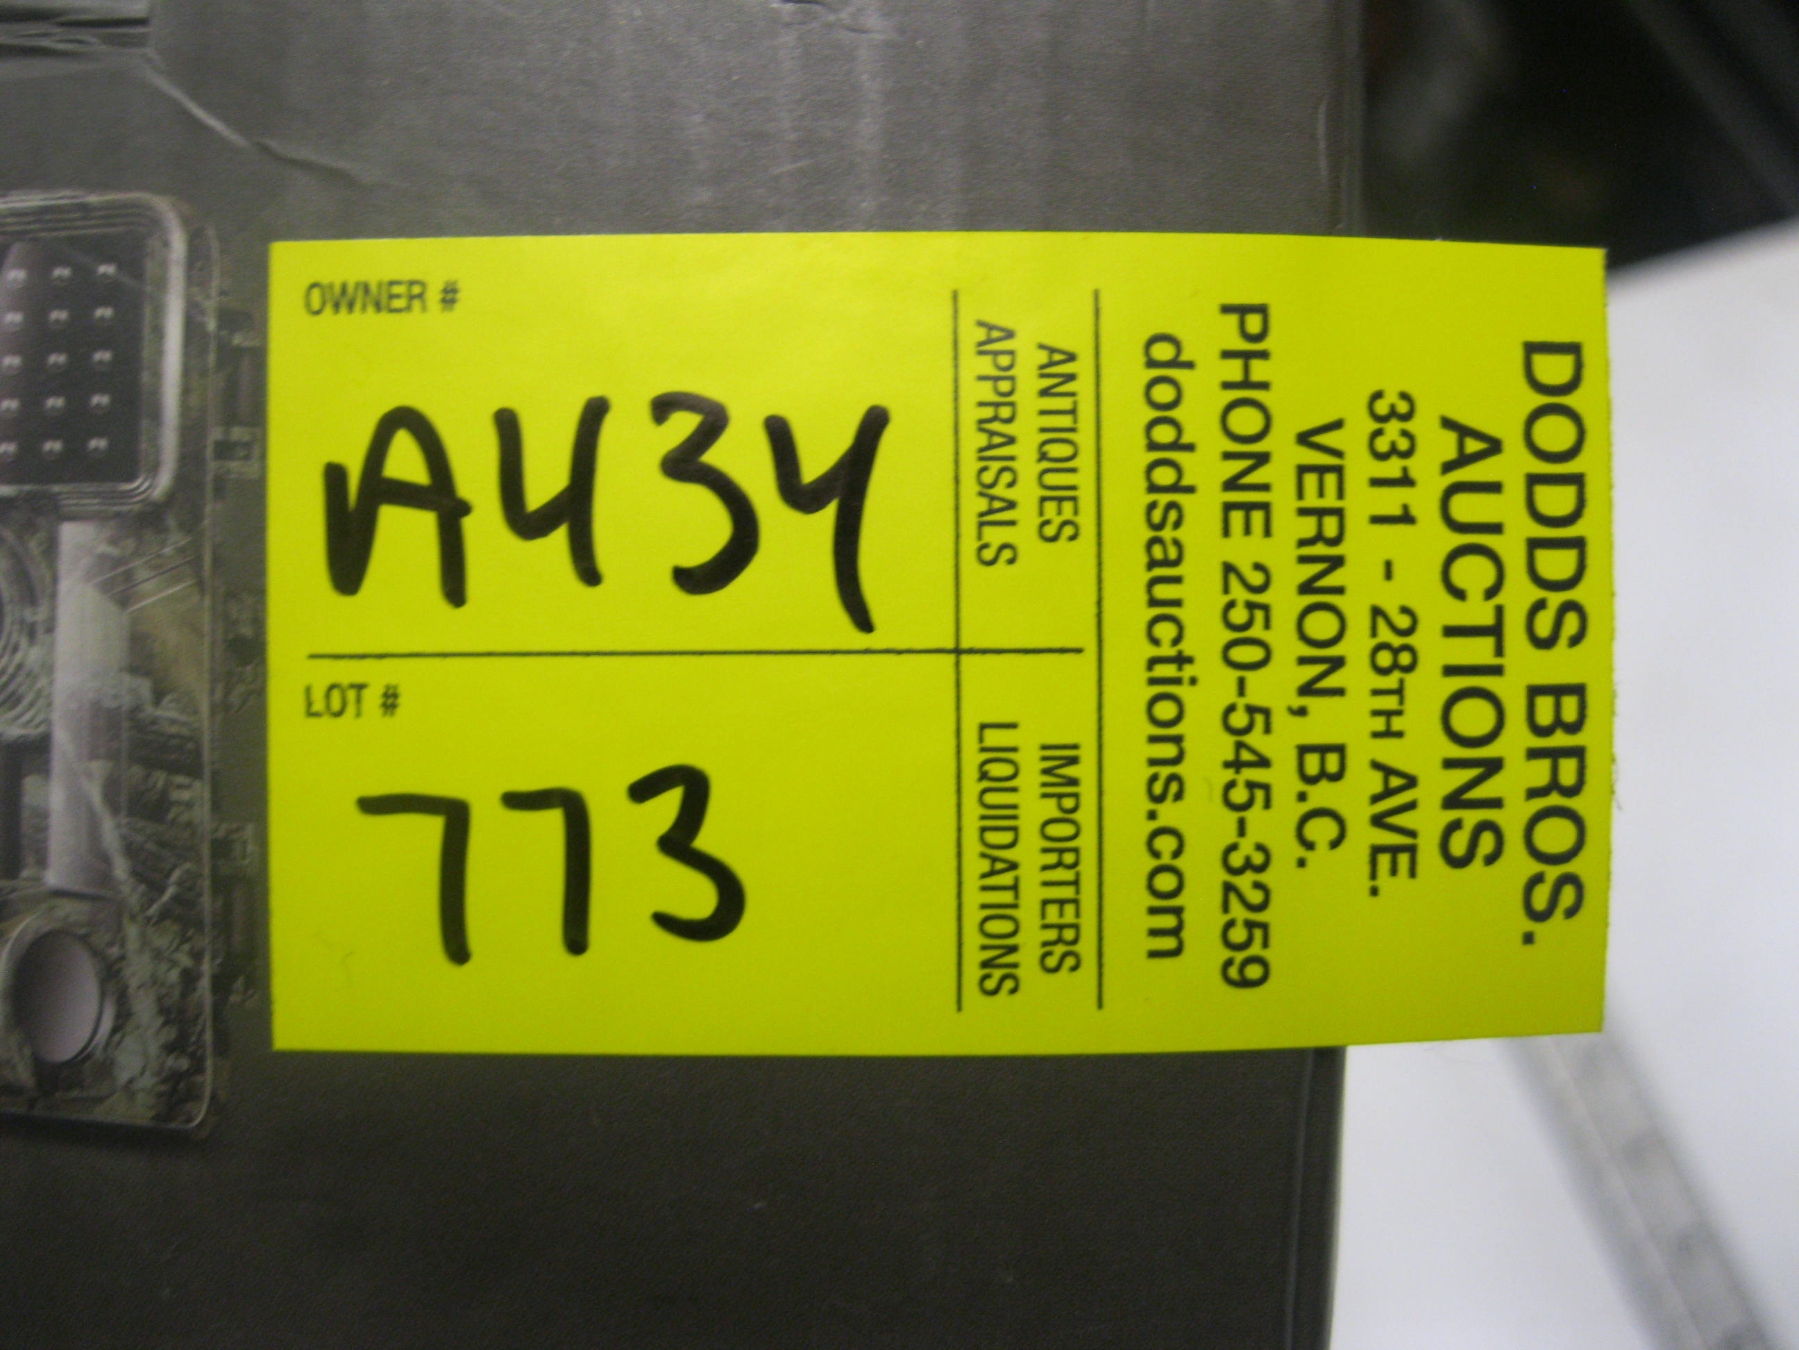 DODDS BROS.
AUCTIONS
3311 - 28TH AVE.
VERNON, B.C.
PHONE 250-545-3259
doddsauctions.com
ANTIQUES
APPRAISALS
IMPORTERS
LIQUIDATIONS
OWNER #
A434
LOT #
773